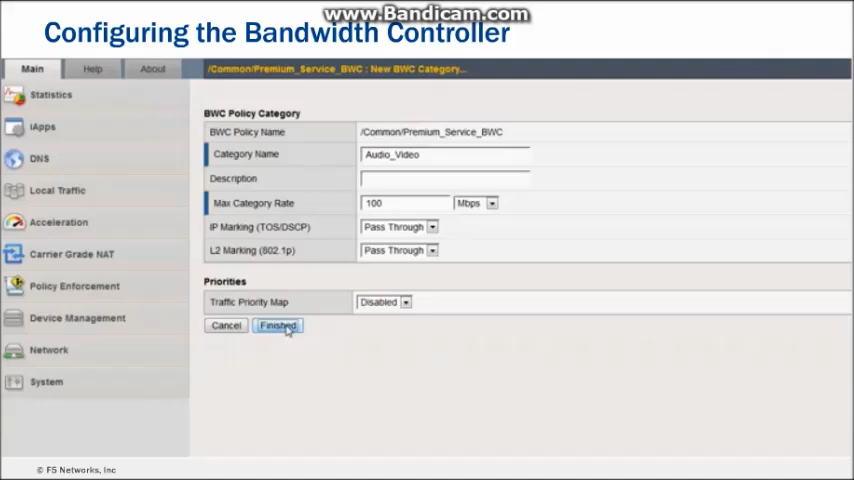 www.Bandicam.com
Configuring the Bandwidth Controller
Main Help About /Common/Premium_Service_BWC : New BWC Category...
Statistics
iApps
DNS
Local Traffic
Acceleration
Carrier Grade NAT
Policy Enforcement
Device Management
Network
System
BWC Policy Category
BWC Policy Name /Common/Premium_Service_BWC
Category Name Audio_Video
Description
Max Category Rate 100 Mbps
IP Marking (TOS/DSCP) Pass Through
L2 Marking (802.1p) Pass Through
Priorities
Traffic Priority Map Disabled
Cancel Finished
© F5 Networks, Inc